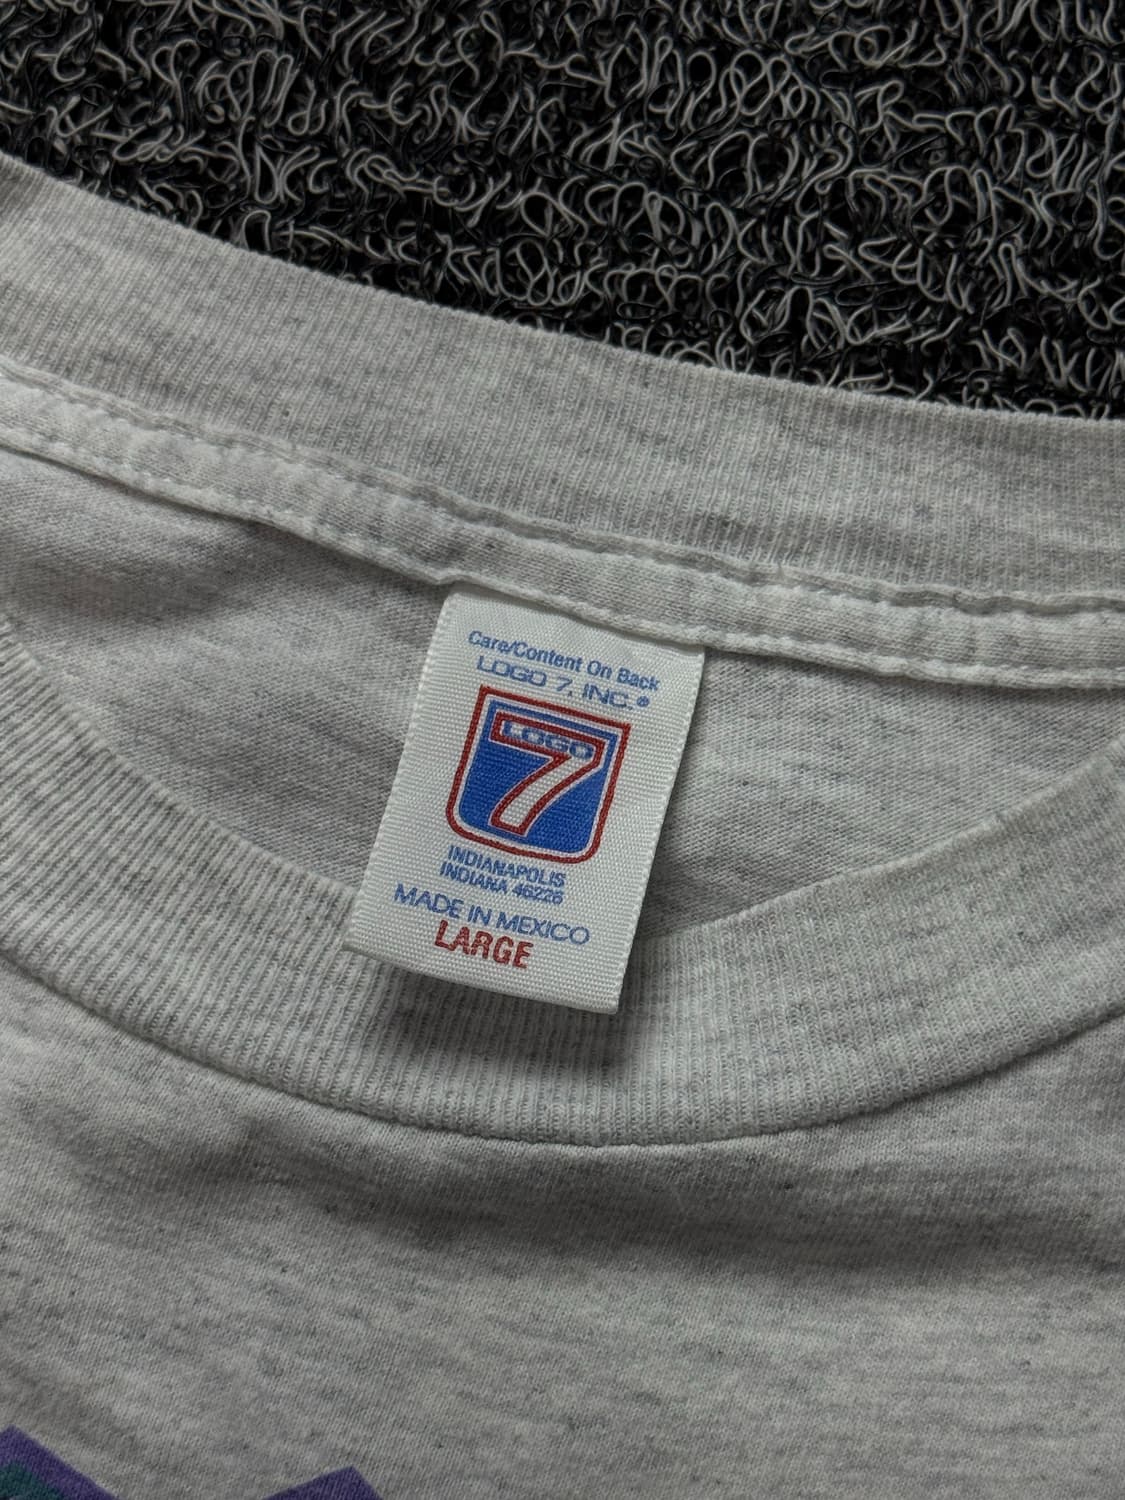 Care/Content On Back
LOGO 7, INC.®
LOGO
7
INDIANAPOLIS
INDIANA 46226
MADE IN MEXICO
LARGE